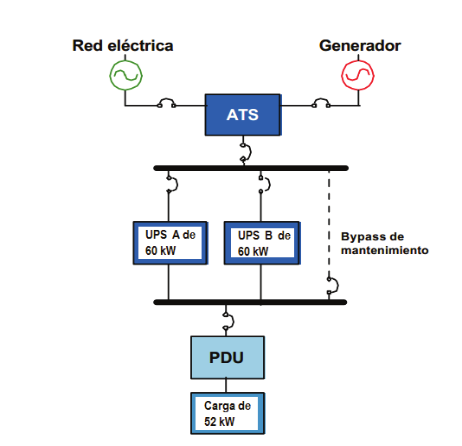 Red eléctrica
Generador
ATS
UPS A de
60 kW
UPS B de
60 kW
Bypass de
mantenimiento
PDU
Carga de
52 kW